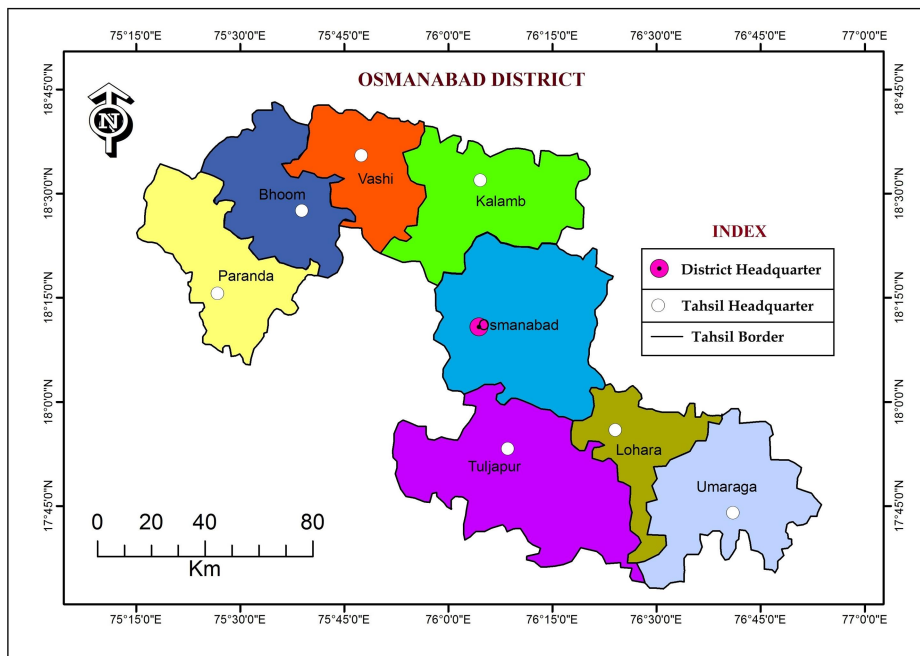 75°15'0"E 75°30'0"E 75°45'0"E 76°0'0"E 76°15'0"E 76°30'0"E 76°45'0"E 77°0'0"E
OSMANABAD DISTRICT
18°45'0"N 18°45'0"N
N
Vashi
Bhoom
Kalamb
18°30'0"N 18°30'0"N
INDEX
Paranda
District Headquarter
18°15'0"N 18°15'0"N
Tahsil Headquarter
Osmanabad
Tahsil Border
18°0'0"N 18°0'0"N
Lohara
Tuljapur
Umaraga
17°45'0"N 17°45'0"N
0 20 40 60 80
Km
75°15'0"E 75°30'0"E 75°45'0"E 76°0'0"E 76°15'0"E 76°30'0"E 76°45'0"E 77°0'0"E